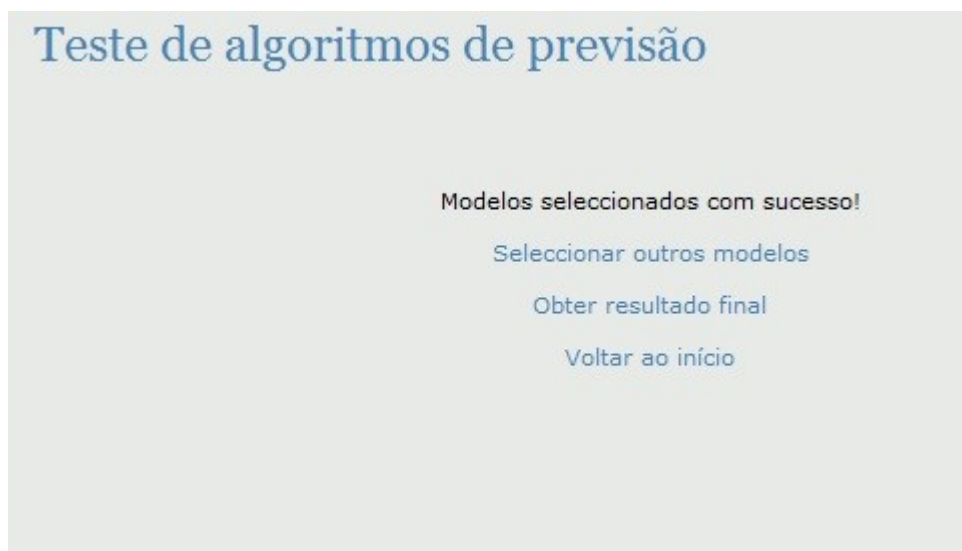 Teste de algoritmos de previsão
Modelos seleccionados com sucesso!
Seleccionar outros modelos
Obter resultado final
Voltar ao início